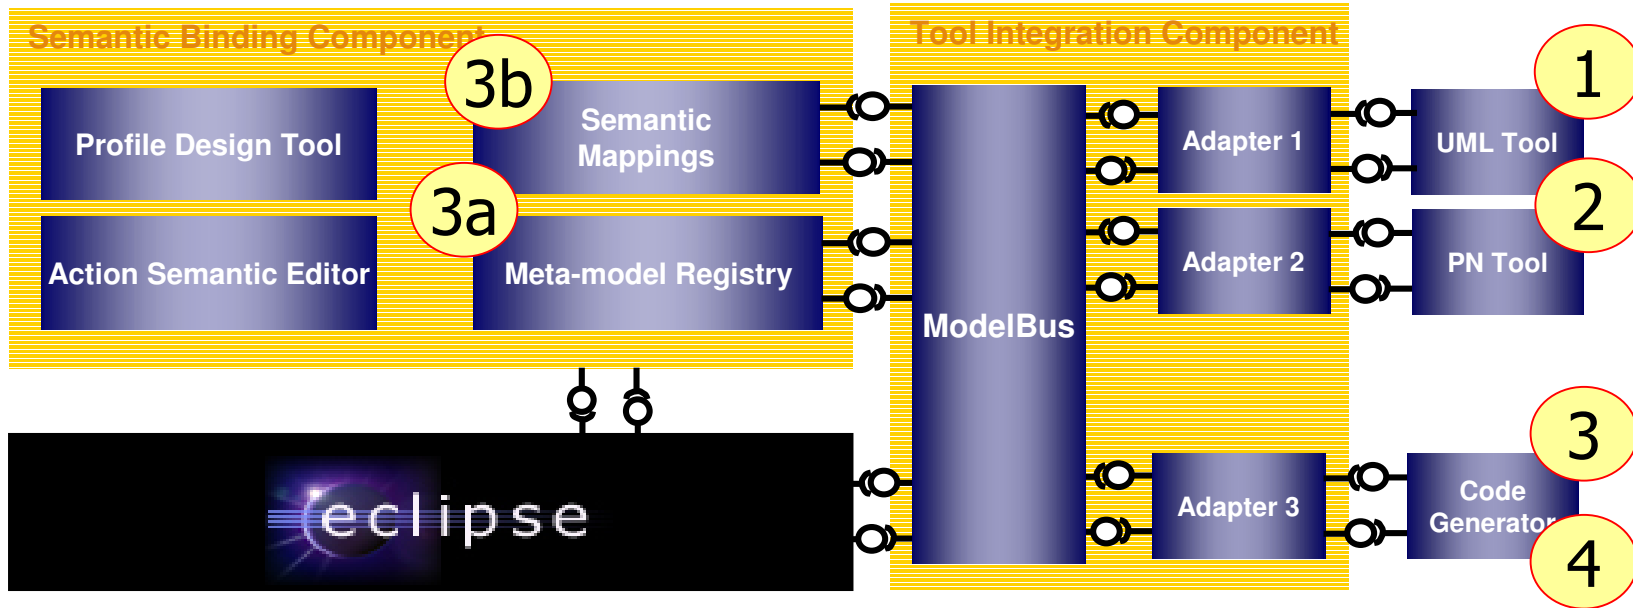 Semantic Binding Component
Tool Integration Component
3b
1
Profile Design Tool
Semantic
Mappings
Adapter 1
UML Tool
3a
2
Action Semantic Editor
Meta-model Registry
Adapter 2
PN Tool
ModelBus
3
eclipse
Adapter 3
Code
Generator
4